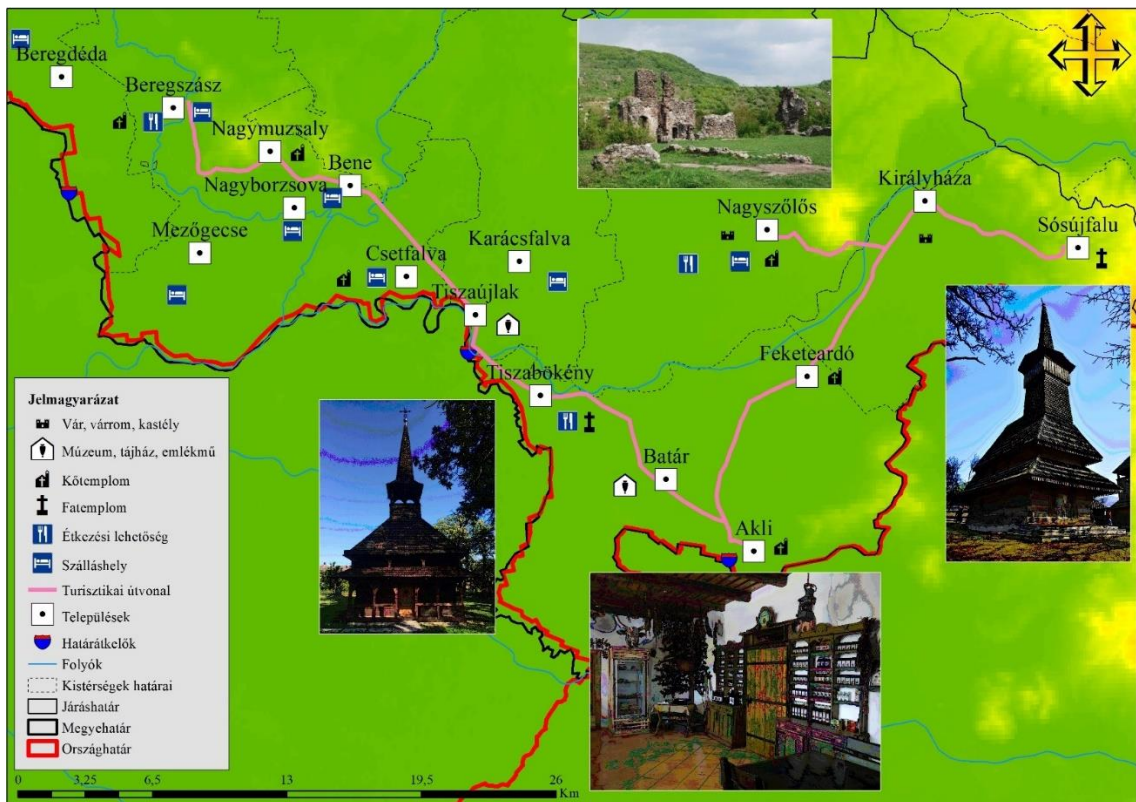 Beregdéda
Beregszász
Nagymuzsaly
Bene
Nagyborzsova
Mezőgecse
Csetfalva
Karácsfalva
Tiszaújlak
Tiszabökény
Batár
Akli
Feketeardó
Nagyszőlős
Királyháza
Sósújfalu
Jelmagyarázat
Vár, várrom, kastély
Múzeum, tájház, emlékmű
Kőtemplom
Fatemplom
Étkezési lehetőség
Szálláshely
Turisztikai útvonal
Települések
Határátkelők
Folyók
Kistérségek határai
Járáshatár
Megyehatár
Országhatár
0 3,25 6,5 13 19,5 26
Km